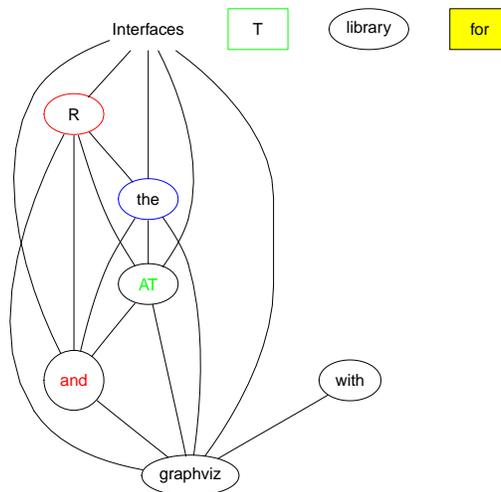 Interfaces T library for
R
the
AT
and with
graphviz